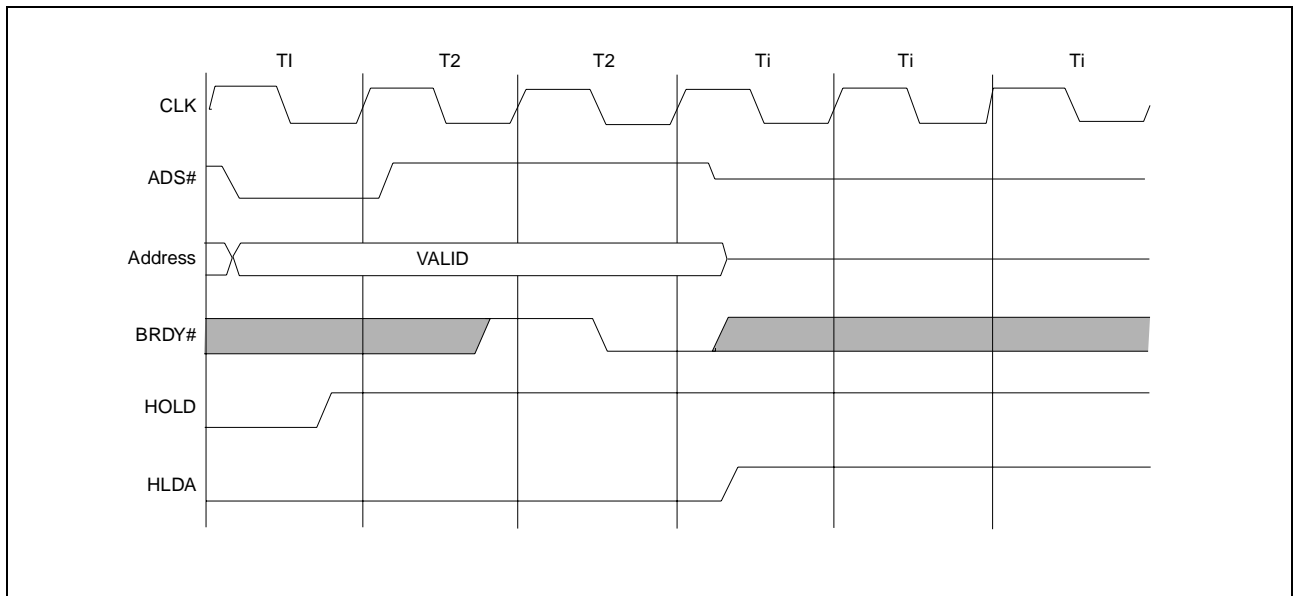 TI T2 T2 Ti Ti Ti
CLK
ADS#
Address
VALID
BRDY#
HOLD
HLDA